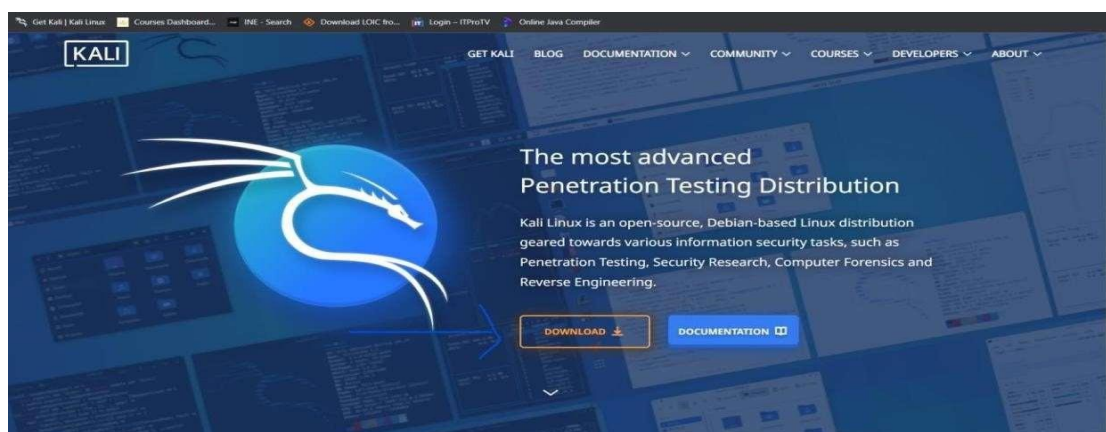 Get Kali | Kali Linux Courses Dashboard... INE - Search Download LOIC fro... Login – ITProTV Online Java Compiler
KALI GET KALI BLOG DOCUMENTATION COMMUNITY COURSES DEVELOPERS ABOUT
The most advanced
Penetration Testing Distribution
Kali Linux is an open-source, Debian-based Linux distribution
geared towards various information security tasks, such as
Penetration Testing, Security Research, Computer Forensics and
Reverse Engineering.
DOWNLOAD DOCUMENTATION